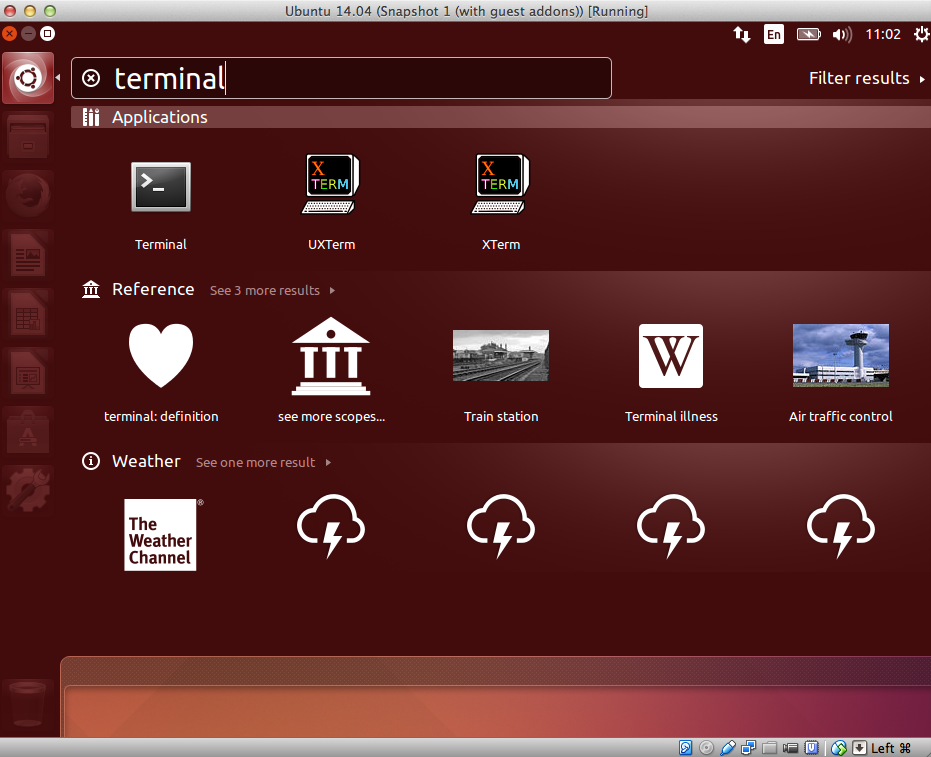 Ubuntu 14.04 (Snapshot 1 (with guest addons)) [Running]
En 11:02
terminal
Filter results
Applications
X TERM
X TERM
Terminal UXTerm XTerm
Reference See 3 more results
W
terminal: definition see more scopes... Train station Terminal illness Air traffic control
Weather See one more result
The ®
Weather
Channel
Left ⌘